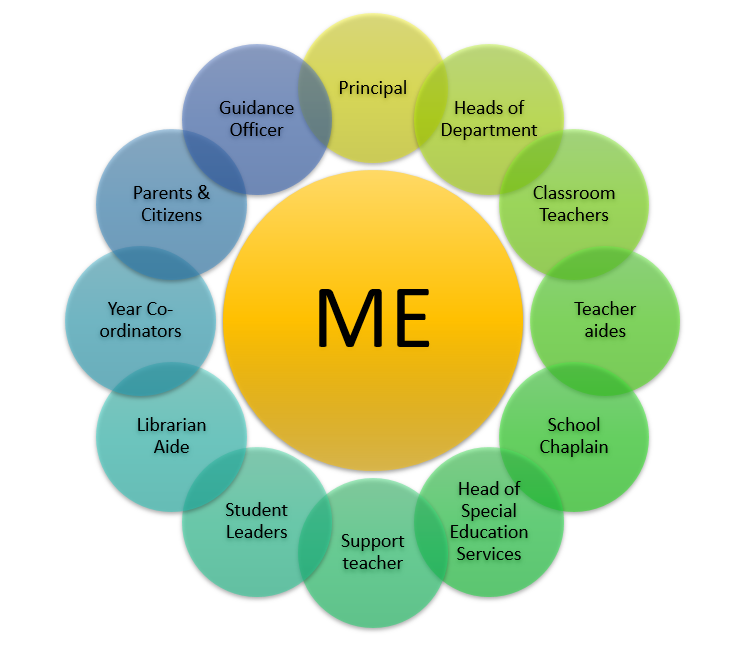 Principal
Heads of
Department
Classroom
Teachers
Teacher
aides
School
Chaplain
Head of
Special
Education
Services
Support
teacher
Student
Leaders
Librarian
Aide
Year Co-
ordinators
Parents &
Citizens
Guidance
Officer
ME